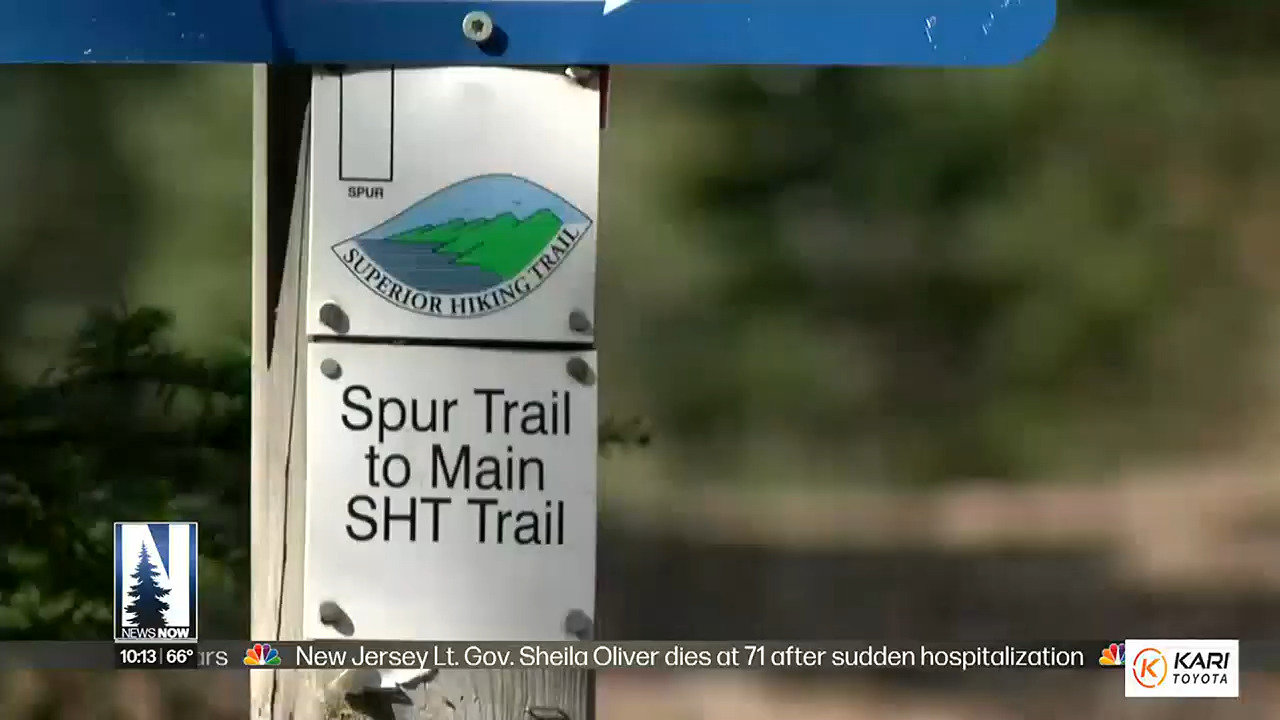 SPUR
SUPERIOR HIKING TRAIL
Spur Trail
to Main
SHT Trail
N
NEWS NOW
10:13 | 66° ars New Jersey Lt. Gov. Sheila Oliver dies at 71 after sudden hospitalization
K KARI
TOYOTA